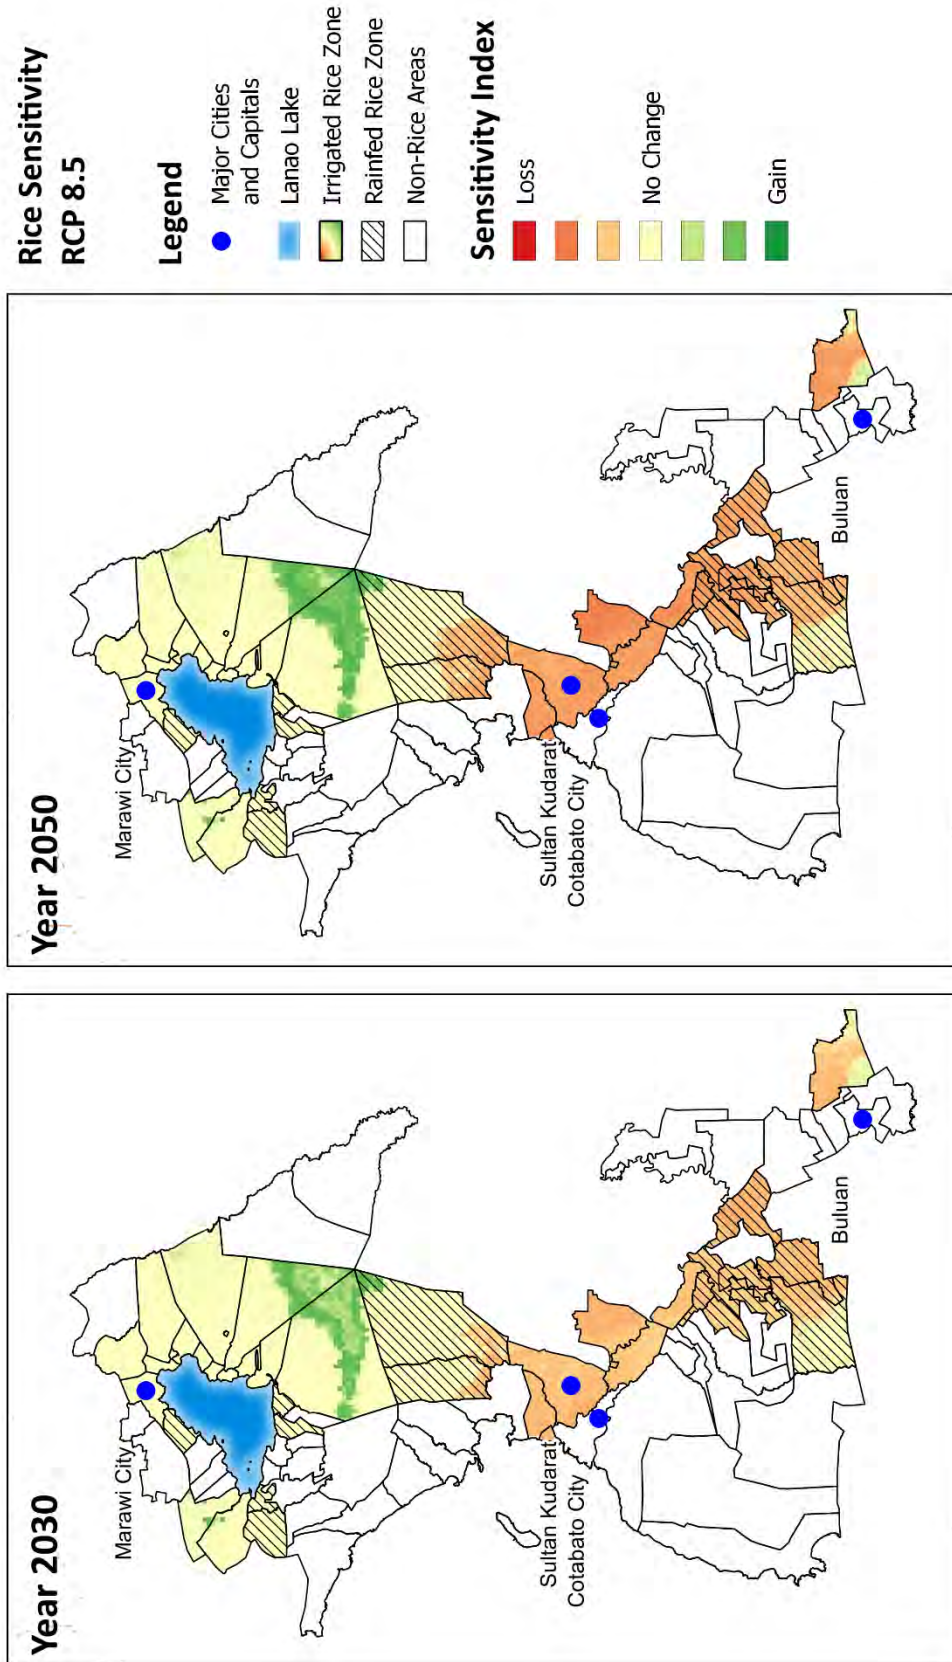 Year 2030
Marawi City
Sultan Kudarat
Cotabato City
Buluan
Year 2050
Marawi City
Sultan Kudarat
Cotabato City
Buluan
Rice Sensitivity
RCP 8.5
Legend
Major Cities
and Capitals
Lanao Lake
Irrigated Rice Zone
Rainfed Rice Zone
Non-Rice Areas
Sensitivity Index
Loss
No Change
Gain